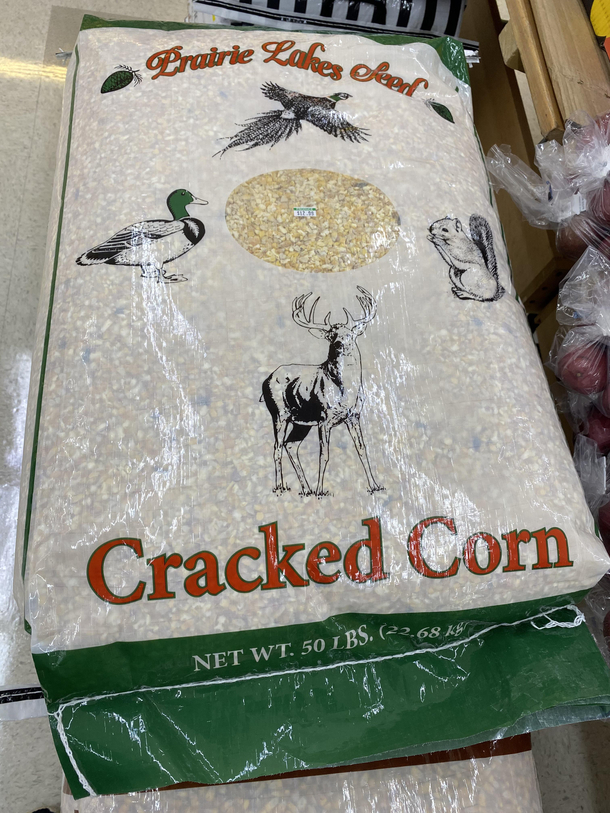 Prairie Lakes Seed
Cracked Corn
NET WT. 50 LBS. (22.68 kg)